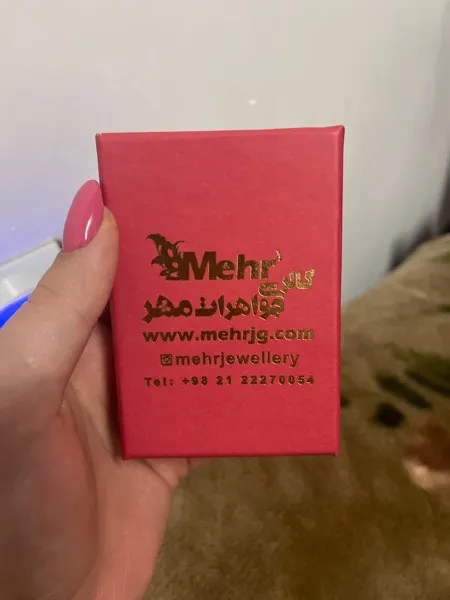 Mehr گالری
جواهرات مهر
www.mehrjg.com
mehrjewellery
Tel: +98 21 22270054